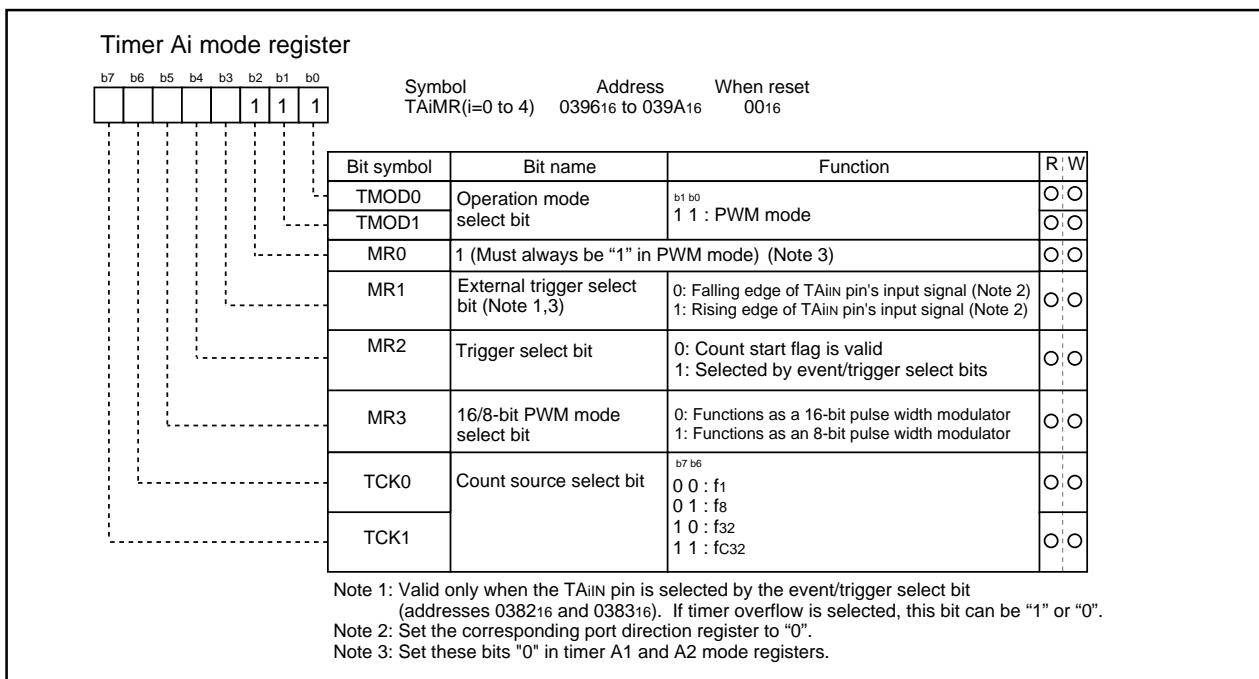 Timer Ai mode register
b7 b6 b5 b4 b3 b2 b1 b0
1 1 1
Symbol Address When reset
TAiMR(i=0 to 4) 039616 to 039A16 0016
Bit symbol Bit name Function R W
TMOD0 Operation mode select bit b1 b0
TMOD1 1 1 : PWM mode
MR0 1 (Must always be “1” in PWM mode) (Note 3)
MR1 External trigger select bit (Note 1,3) 0: Falling edge of TAiIN pin's input signal (Note 2)
1: Rising edge of TAiIN pin's input signal (Note 2)
MR2 Trigger select bit 0: Count start flag is valid
1: Selected by event/trigger select bits
MR3 16/8-bit PWM mode select bit 0: Functions as a 16-bit pulse width modulator
1: Functions as an 8-bit pulse width modulator
TCK0 Count source select bit b7 b6
0 0 : f1
0 1 : f8
TCK1 1 0 : f32
1 1 : fC32
Note 1: Valid only when the TAiIN pin is selected by the event/trigger select bit
(addresses 038216 and 038316). If timer overflow is selected, this bit can be “1” or “0”.
Note 2: Set the corresponding port direction register to “0”.
Note 3: Set these bits "0" in timer A1 and A2 mode registers.